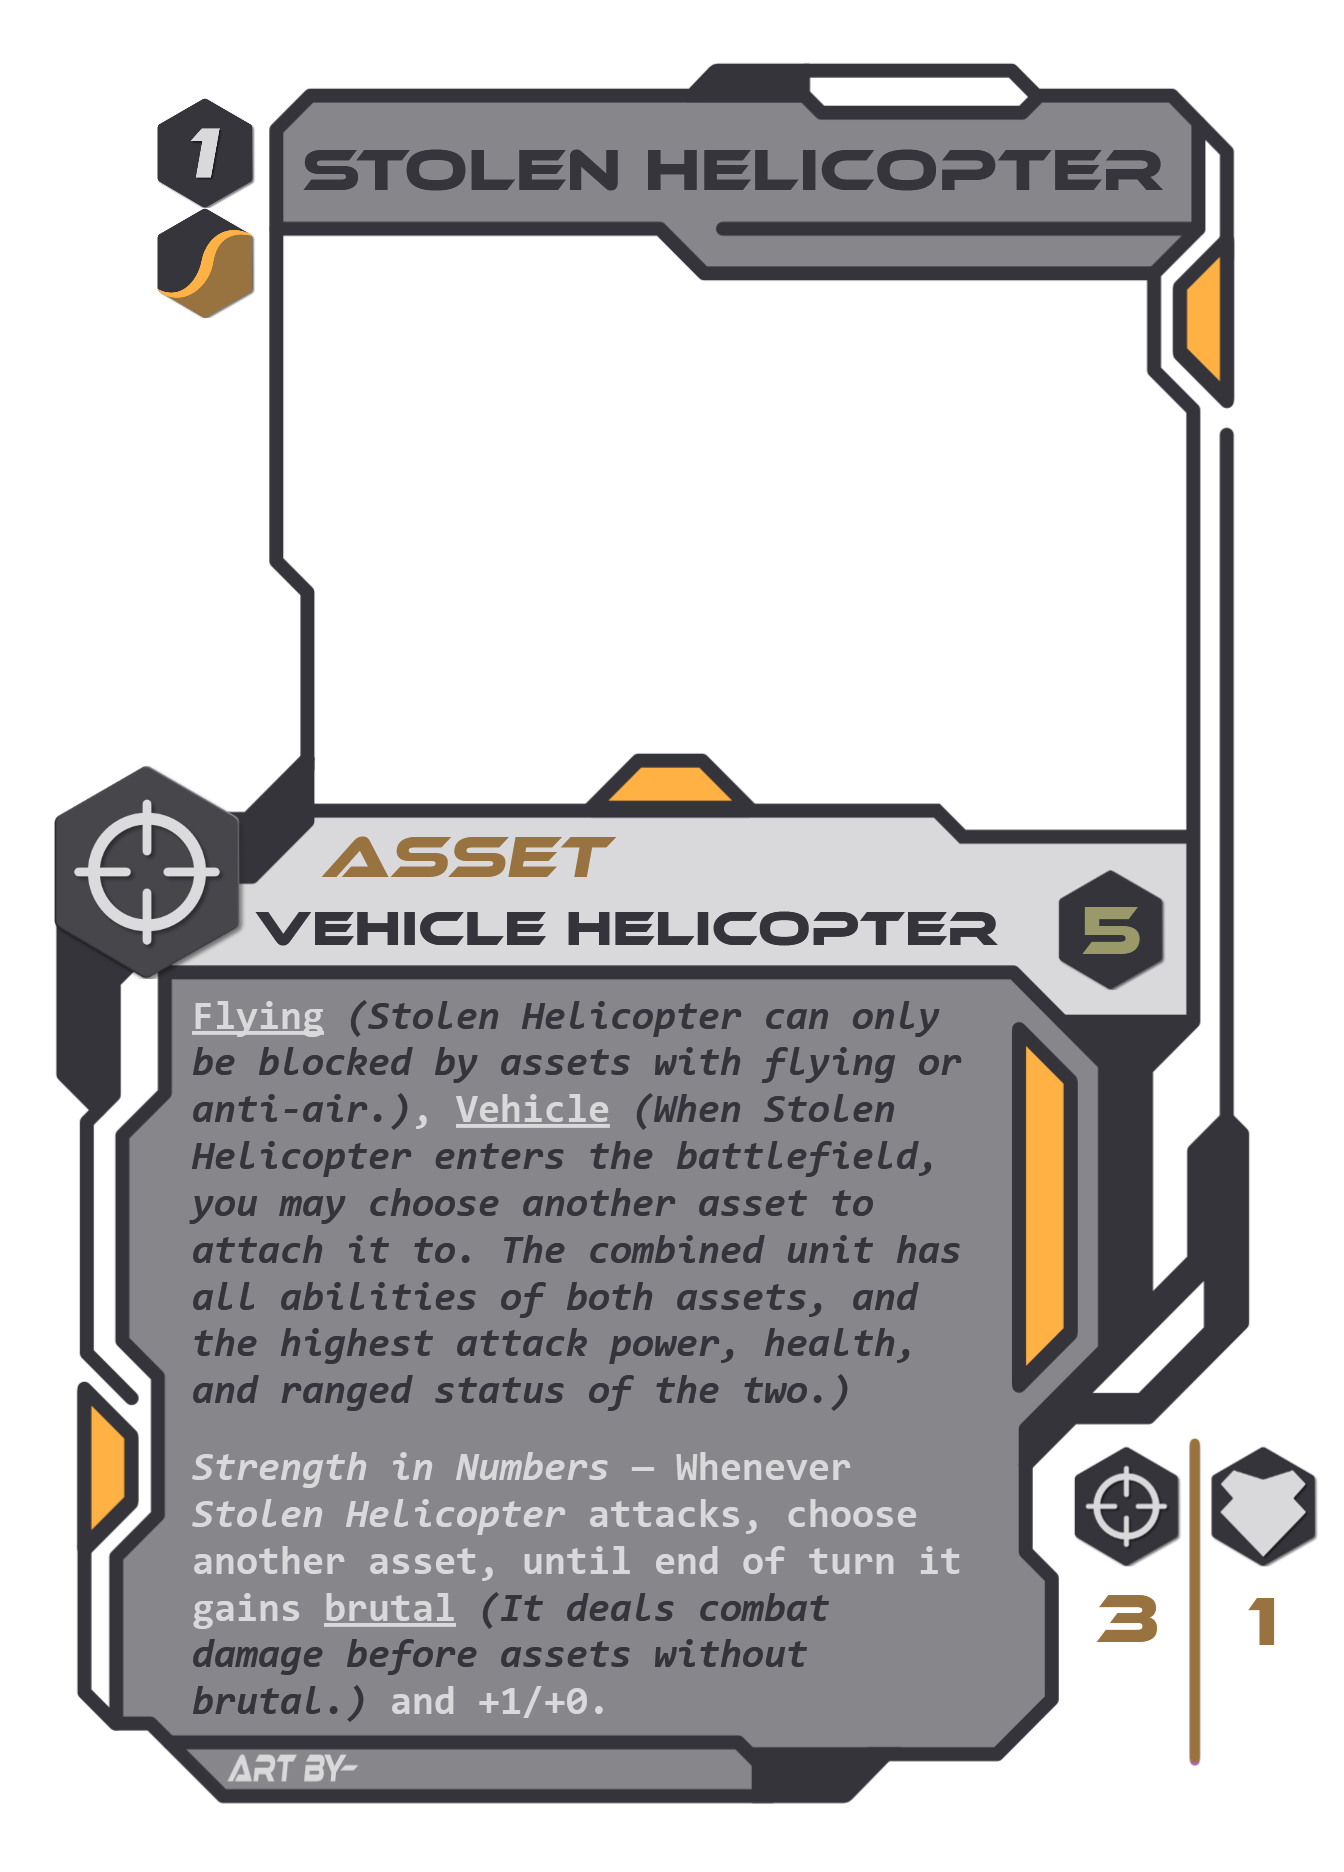 1
STOLEN HELICOPTER
ASSET
VEHICLE HELICOPTER
5
Flying (Stolen Helicopter can only
be blocked by assets with flying or
anti-air.), Vehicle (When Stolen
Helicopter enters the battlefield,
you may choose another asset to
attach it to. The combined unit has
all abilities of both assets, and
the highest attack power, health,
and ranged status of the two.)
Strength in Numbers — Whenever
Stolen Helicopter attacks, choose
another asset, until end of turn it
gains brutal (It deals combat
damage before assets without
brutal.) and +1/+0.
3
1
ART BY-